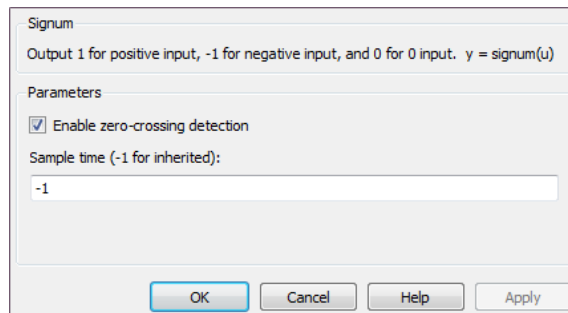 Signum
Output 1 for positive input, -1 for negative input, and 0 for 0 input. y = signum(u)
Parameters
Enable zero-crossing detection
Sample time (-1 for inherited):
-1
OK Cancel Help Apply